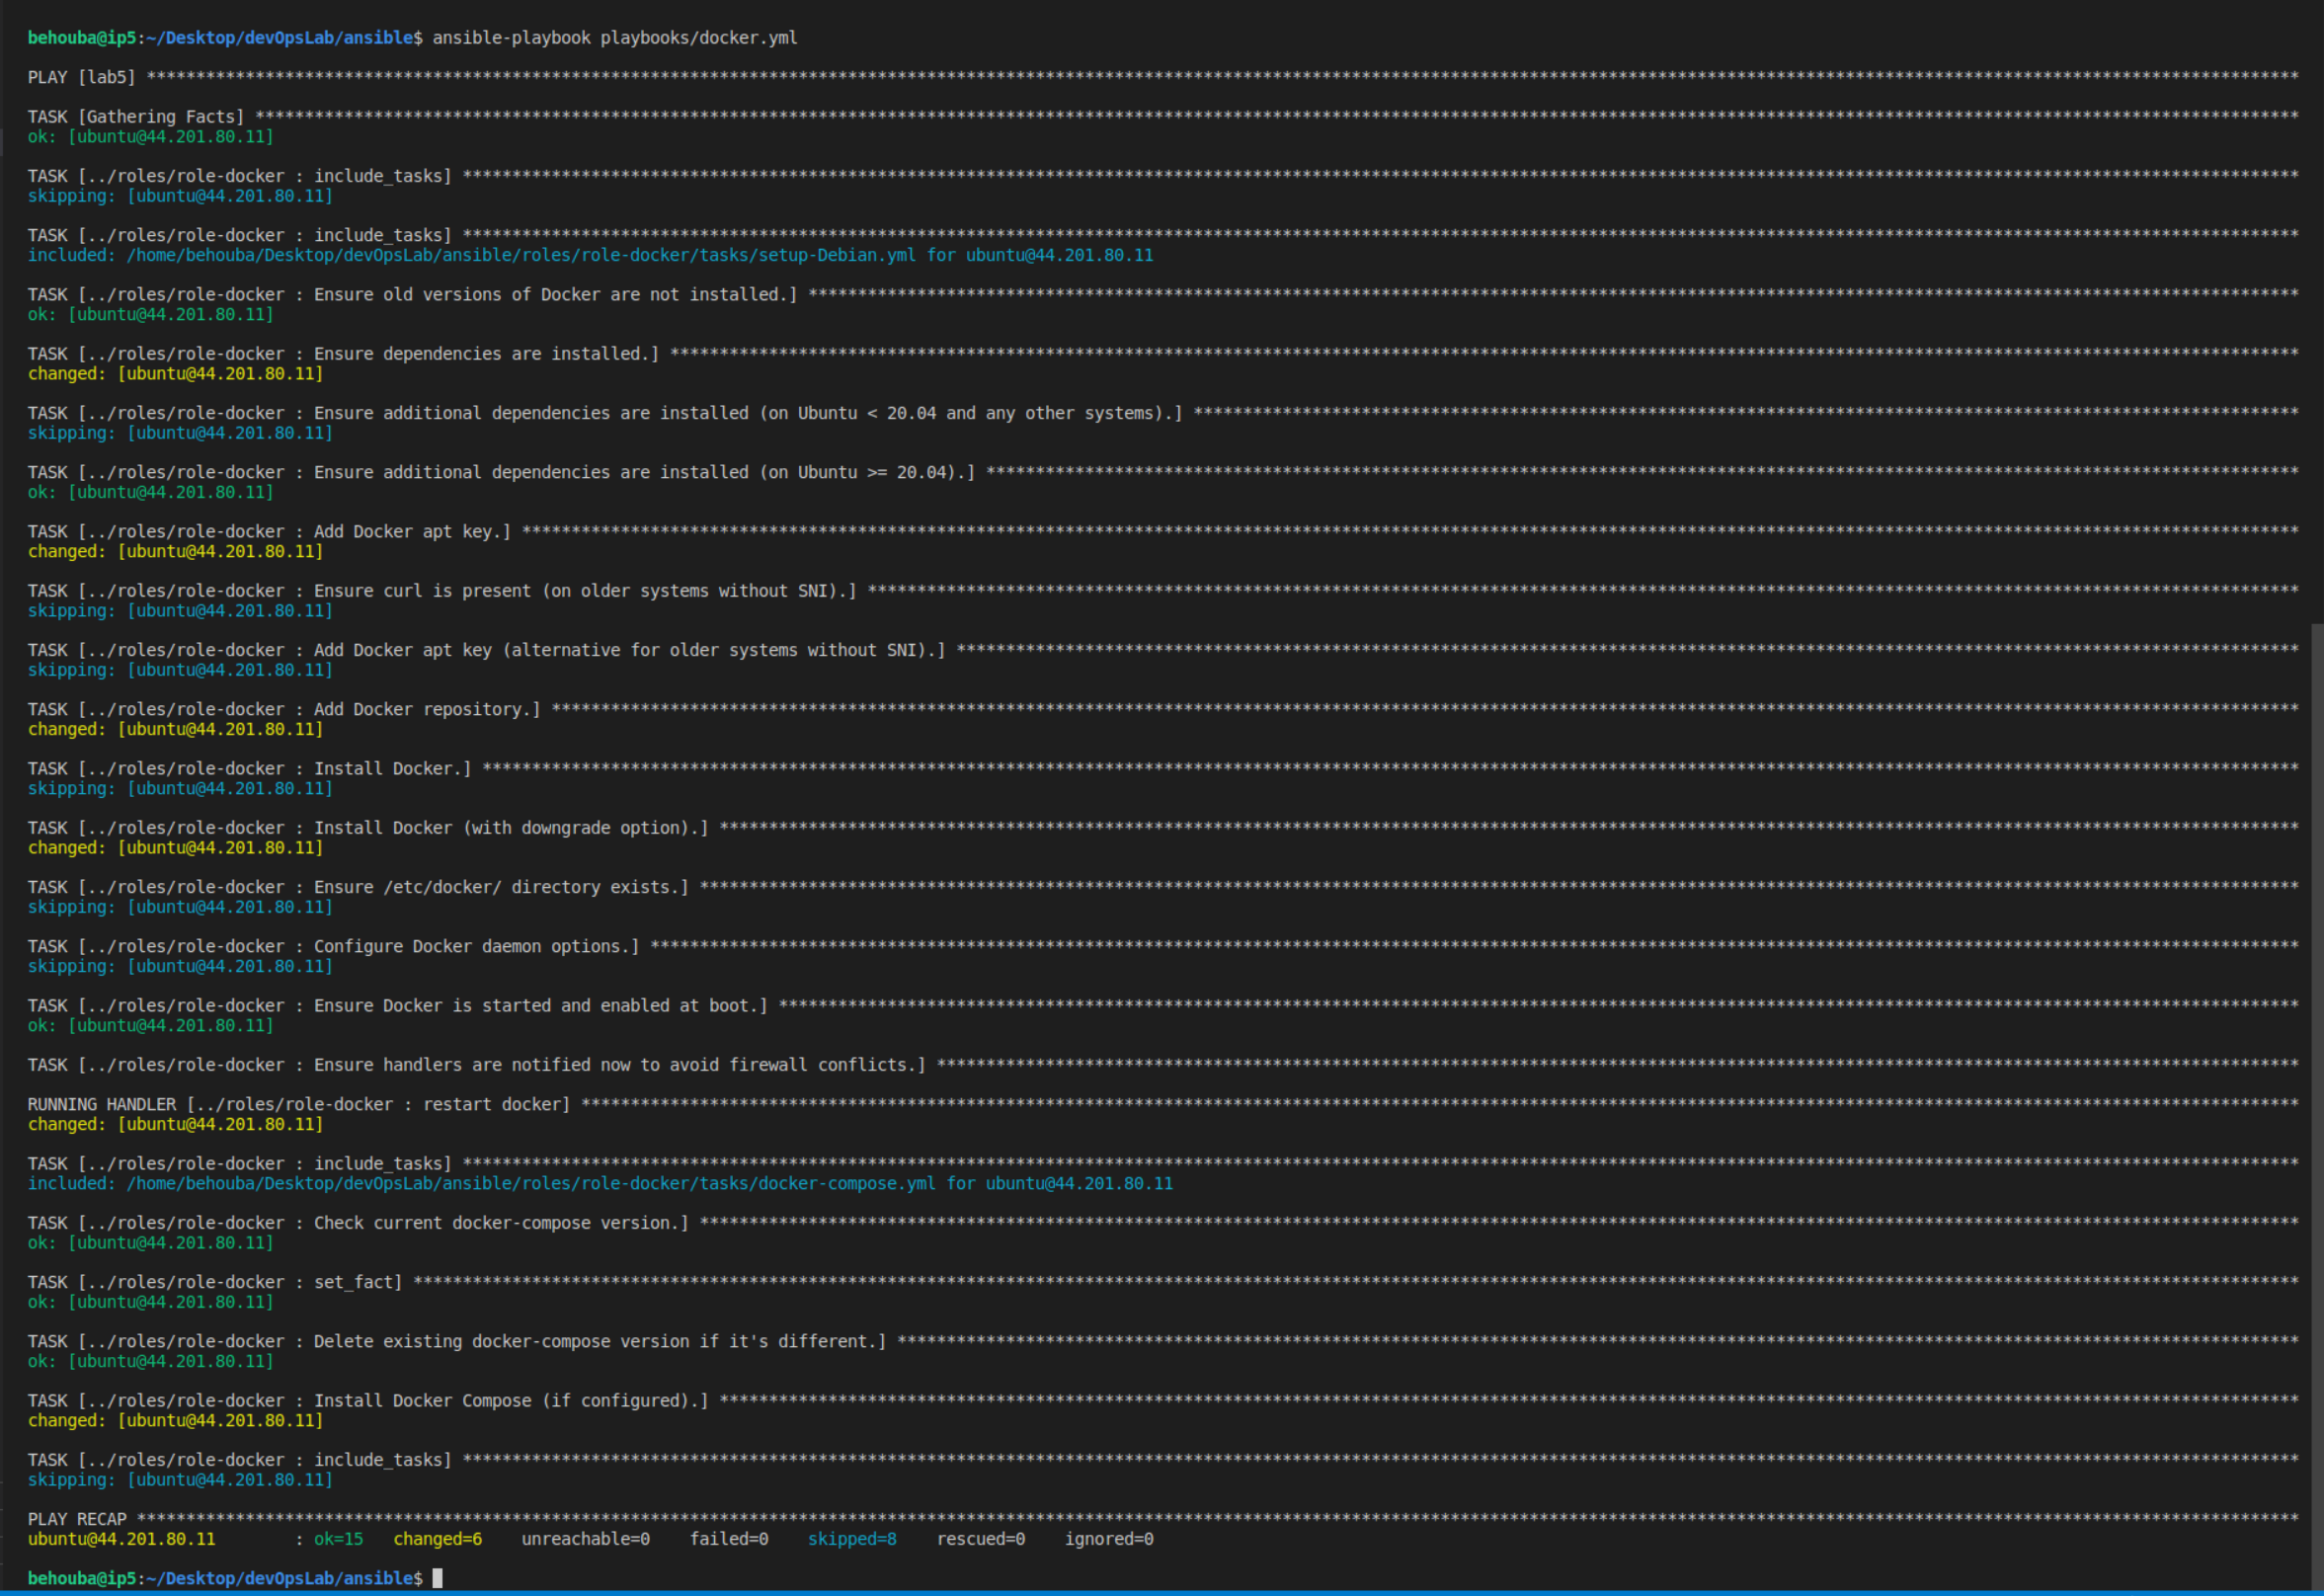 behouba@ip5:~/Desktop/devOpsLab/ansible$ ansible-playbook playbooks/docker.yml
PLAY [lab5] ****
TASK [Gathering Facts] ****
ok: [ubuntu@44.201.80.11]
TASK [../roles/role-docker : include_tasks] ****
skipping: [ubuntu@44.201.80.11]
TASK [../roles/role-docker : include_tasks] ****
included: /home/behouba/Desktop/devOpsLab/ansible/roles/role-docker/tasks/setup-Debian.yml for ubuntu@44.201.80.11
TASK [../roles/role-docker : Ensure old versions of Docker are not installed.] ****
ok: [ubuntu@44.201.80.11]
TASK [../roles/role-docker : Ensure dependencies are installed.] ****
changed: [ubuntu@44.201.80.11]
TASK [../roles/role-docker : Ensure additional dependencies are installed (on Ubuntu < 20.04 and any other systems).] ****
skipping: [ubuntu@44.201.80.11]
TASK [../roles/role-docker : Ensure additional dependencies are installed (on Ubuntu >= 20.04).] ****
ok: [ubuntu@44.201.80.11]
TASK [../roles/role-docker : Add Docker apt key.] ****
changed: [ubuntu@44.201.80.11]
TASK [../roles/role-docker : Ensure curl is present (on older systems without SNI).] ****
skipping: [ubuntu@44.201.80.11]
TASK [../roles/role-docker : Add Docker apt key (alternative for older systems without SNI).] ****
skipping: [ubuntu@44.201.80.11]
TASK [../roles/role-docker : Add Docker repository.] ****
changed: [ubuntu@44.201.80.11]
TASK [../roles/role-docker : Install Docker.] ****
skipping: [ubuntu@44.201.80.11]
TASK [../roles/role-docker : Install Docker (with downgrade option).] ****
changed: [ubuntu@44.201.80.11]
TASK [../roles/role-docker : Ensure /etc/docker/ directory exists.] ****
skipping: [ubuntu@44.201.80.11]
TASK [../roles/role-docker : Configure Docker daemon options.] ****
skipping: [ubuntu@44.201.80.11]
TASK [../roles/role-docker : Ensure Docker is started and enabled at boot.] ****
ok: [ubuntu@44.201.80.11]
TASK [../roles/role-docker : Ensure handlers are notified now to avoid firewall conflicts.] ****
RUNNING HANDLER [../roles/role-docker : restart docker] ****
changed: [ubuntu@44.201.80.11]
TASK [../roles/role-docker : include_tasks] ****
included: /home/behouba/Desktop/devOpsLab/ansible/roles/role-docker/tasks/docker-compose.yml for ubuntu@44.201.80.11
TASK [../roles/role-docker : Check current docker-compose version.] ****
ok: [ubuntu@44.201.80.11]
TASK [../roles/role-docker : set_fact] ****
ok: [ubuntu@44.201.80.11]
TASK [../roles/role-docker : Delete existing docker-compose version if it's different.] ****
ok: [ubuntu@44.201.80.11]
TASK [../roles/role-docker : Install Docker Compose (if configured).] ****
changed: [ubuntu@44.201.80.11]
TASK [../roles/role-docker : include_tasks] ****
skipping: [ubuntu@44.201.80.11]
PLAY RECAP ****
ubuntu@44.201.80.11 : ok=15 changed=6 unreachable=0 failed=0 skipped=8 rescued=0 ignored=0
behouba@ip5:~/Desktop/devOpsLab/ansible$